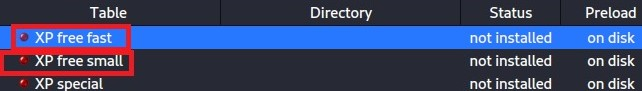 Table Directory Status Preload
XP free fast not installed on disk
XP free small not installed on disk
XP special not installed on disk